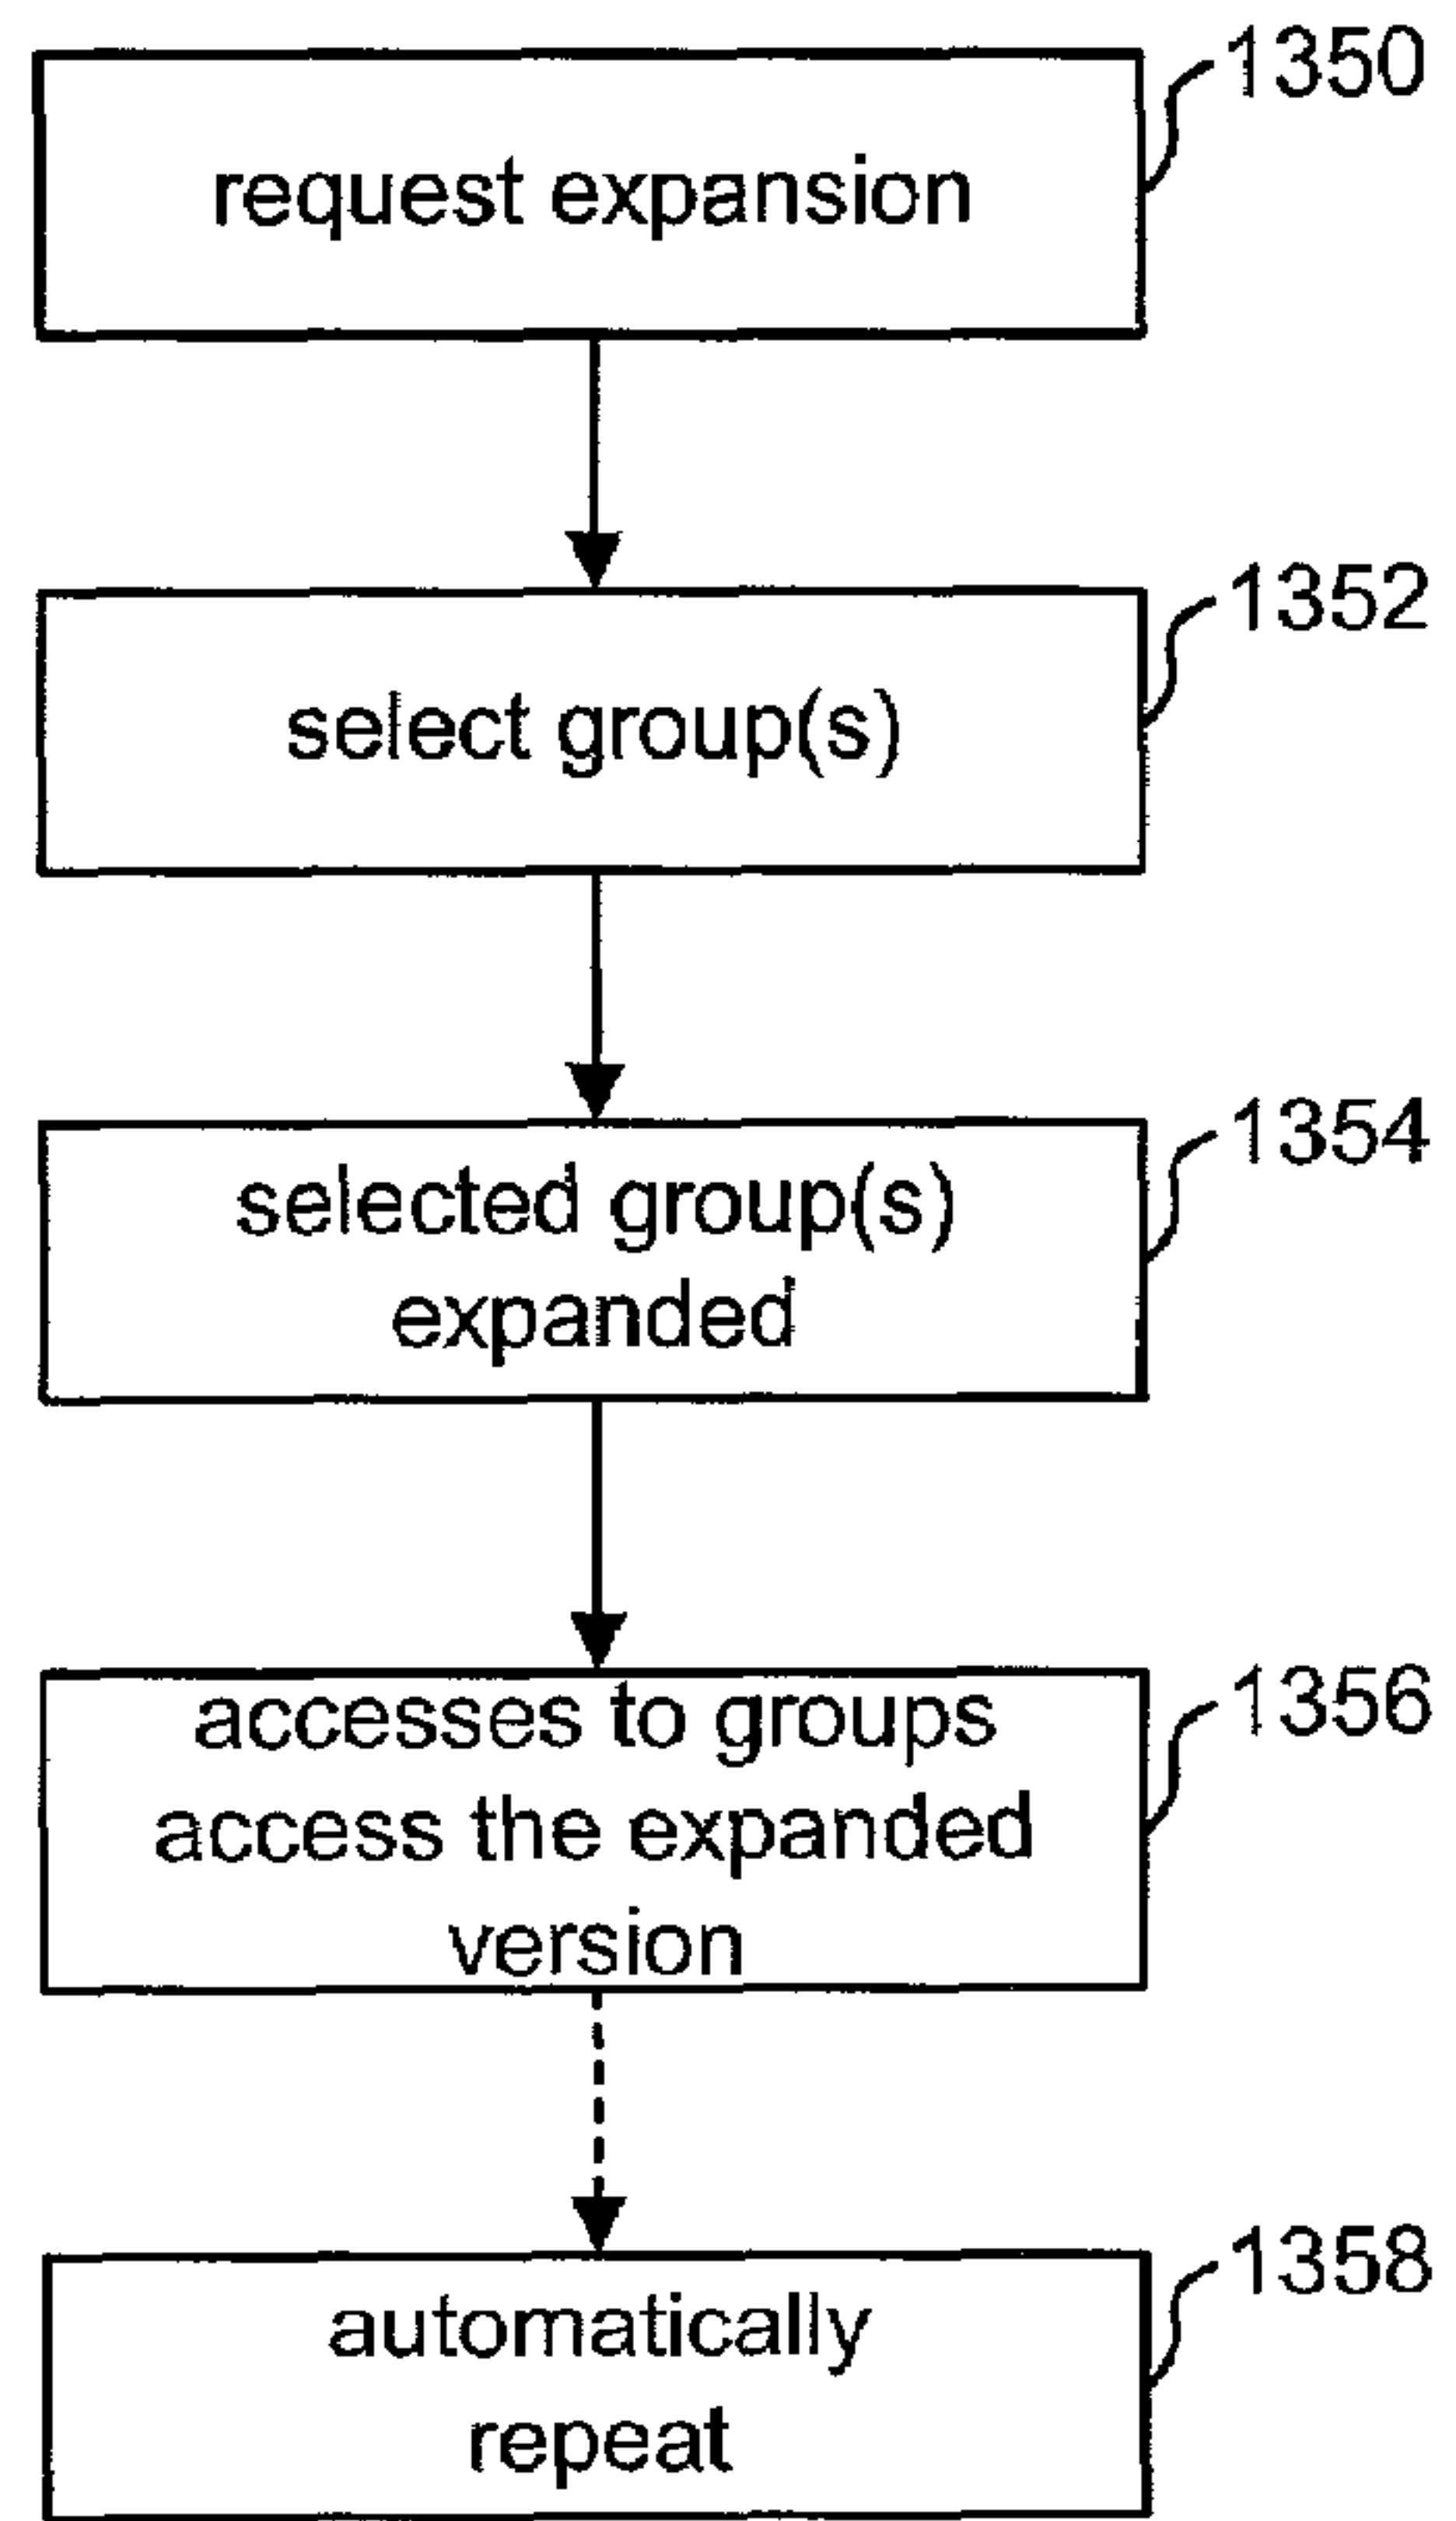 1350
request expansion
1352
select group(s)
1354
selected group(s)
expanded
1356
accesses to groups
access the expanded
version
1358
automatically
repeat